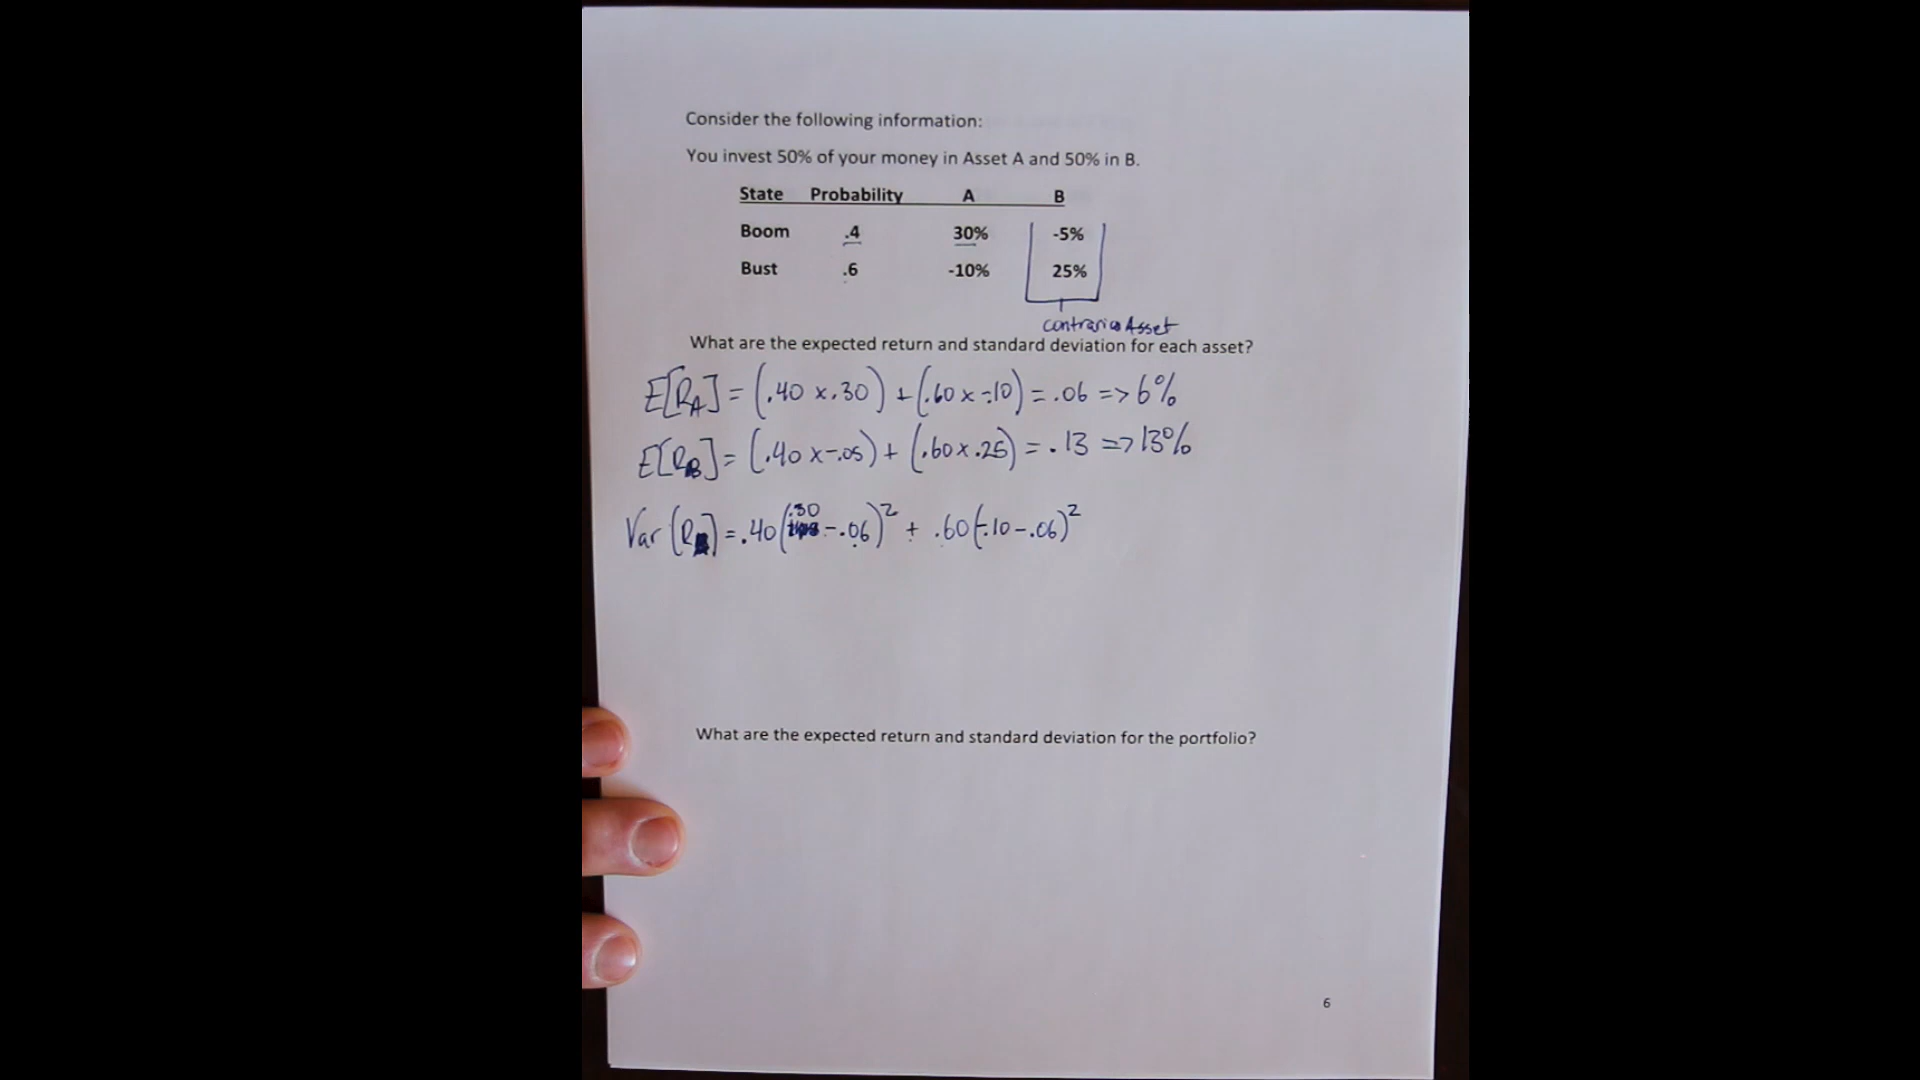 Consider the following information:
You invest 50% of your money in Asset A and 50% in B.
State Probability A B
Boom .4 30% -5%
Bust .6 -10% 25%
Asset
What are the expected return and standard deviation for each asset?
E[R_A] = (.40 x .30) + (.60 x -.10) = .06 => 6%
E[R_B] = (.40 x -.05) + (.60 x .25) = .13 => 13%
Var(R ) = .40(.30 - .06)² + .60(-.10 - .06)²
What are the expected return and standard deviation for the portfolio?
6